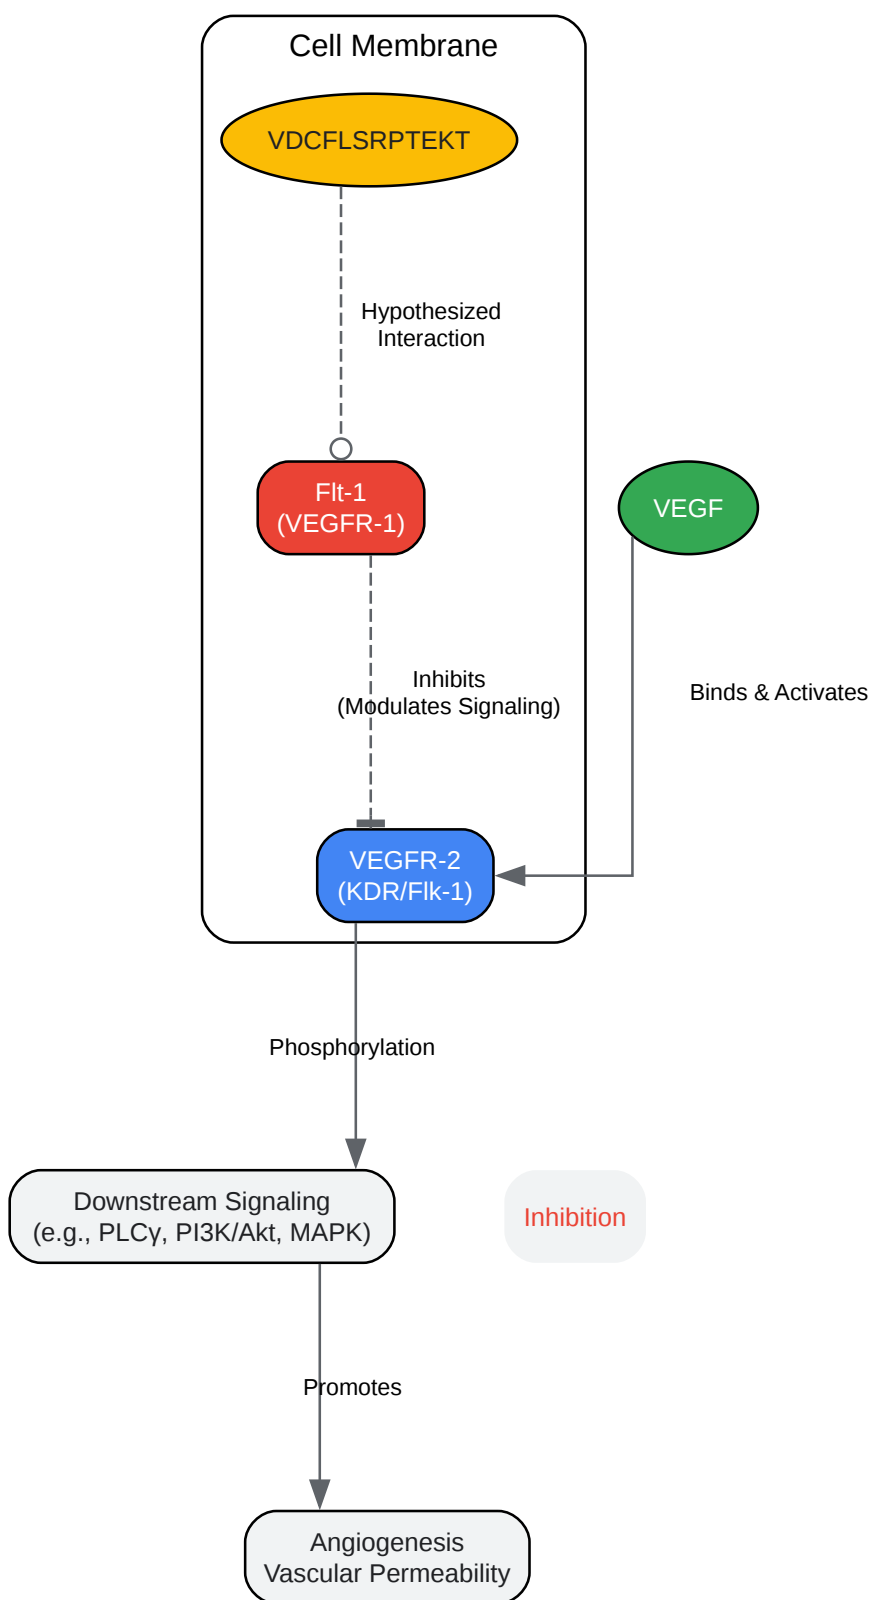 Cell Membrane
VDCFLSRPTEKT
Hypothesized
Interaction
Flt-1
(VEGFR-1)
VEGF
Inhibits
(Modulates Signaling)
Binds & Activates
VEGFR-2
(KDR/Flk-1)
Phosphorylation
Downstream Signaling
(e.g., PLCγ, PI3K/Akt, MAPK)
Inhibition
Promotes
Angiogenesis
Vascular Permeability